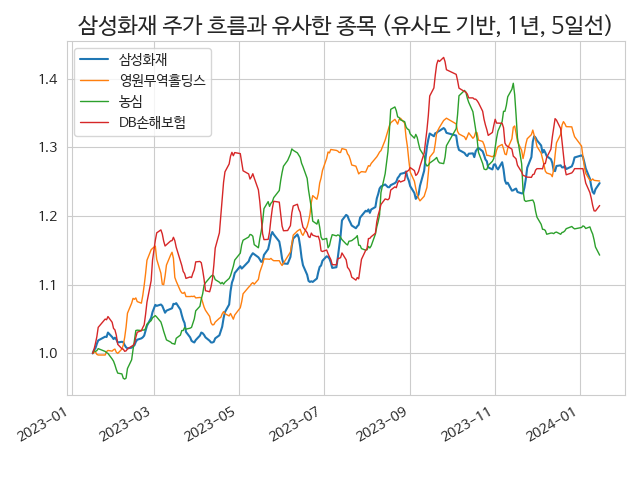 삼성화재 주가 흐름과 유사한 종목 (유사도 기반, 1년, 5일선)
삼성화재
영원무역홀딩스
농심
DB손해보험
1.4
1.3
1.2
1.1
1.0
2023-01
2023-03
2023-05
2023-07
2023-09
2023-11
2024-01